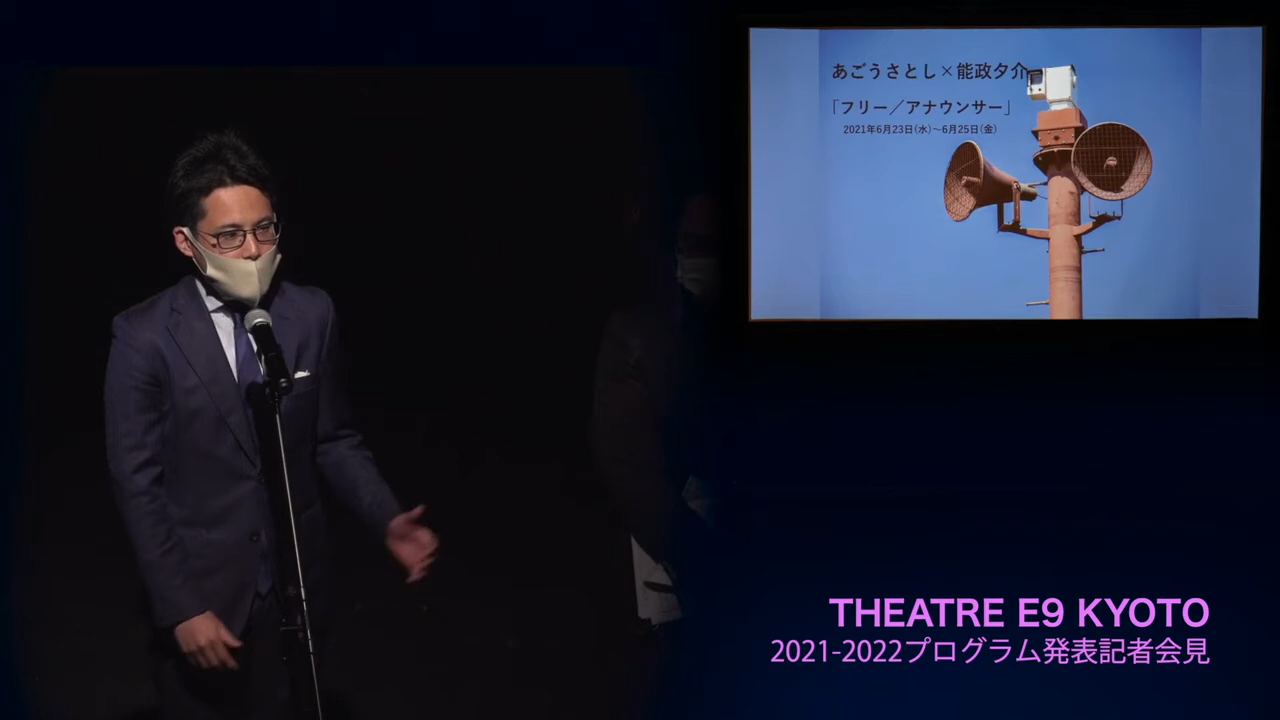 あごうさとし×能政夕介
「フリー／アナウンサー」
2021年6月23日(水)～6月25日(金)
THEATRE E9 KYOTO
2021-2022プログラム発表記者会見